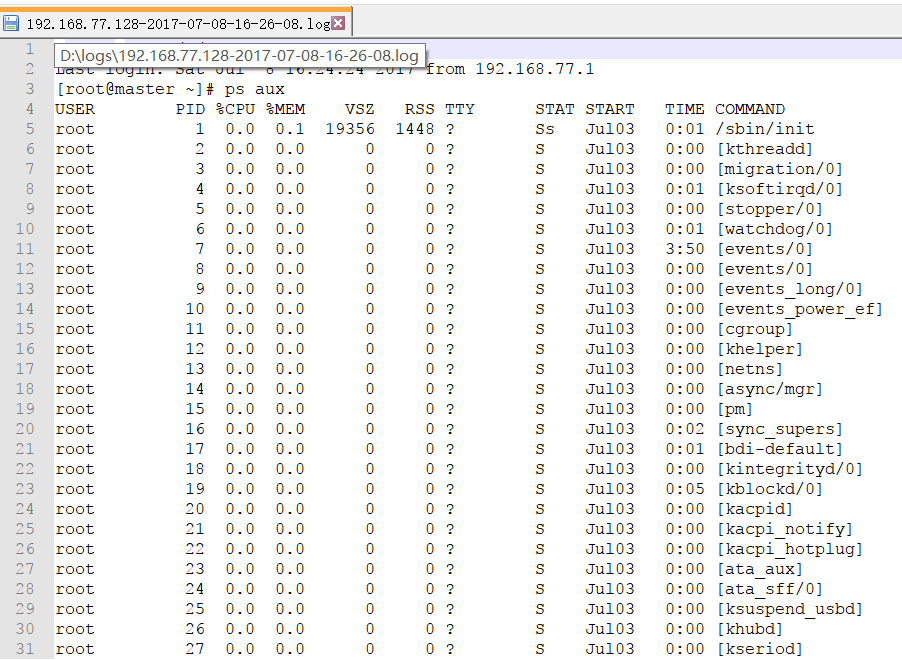 192.168.77.128-2017-07-08-16-26-08.log
1
D:\logs\192.168.77.128-2017-07-08-16-26-08.log
2 Last login: Sat Jul  8 16:24:24 2017 from 192.168.77.1
3 [root@master ~]# ps aux
4 USER PID %CPU %MEM VSZ RSS TTY STAT START TIME COMMAND
5 root 1 0.0 0.1 19356 1448 ? Ss Jul03 0:01 /sbin/init
6 root 2 0.0 0.0 0 0 ? S Jul03 0:00 [kthreadd]
7 root 3 0.0 0.0 0 0 ? S Jul03 0:00 [migration/0]
8 root 4 0.0 0.0 0 0 ? S Jul03 0:01 [ksoftirqd/0]
9 root 5 0.0 0.0 0 0 ? S Jul03 0:00 [stopper/0]
10 root 6 0.0 0.0 0 0 ? S Jul03 0:01 [watchdog/0]
11 root 7 0.0 0.0 0 0 ? S Jul03 3:50 [events/0]
12 root 8 0.0 0.0 0 0 ? S Jul03 0:00 [events/0]
13 root 9 0.0 0.0 0 0 ? S Jul03 0:00 [events_long/0]
14 root 10 0.0 0.0 0 0 ? S Jul03 0:00 [events_power_ef]
15 root 11 0.0 0.0 0 0 ? S Jul03 0:00 [cgroup]
16 root 12 0.0 0.0 0 0 ? S Jul03 0:00 [khelper]
17 root 13 0.0 0.0 0 0 ? S Jul03 0:00 [netns]
18 root 14 0.0 0.0 0 0 ? S Jul03 0:00 [async/mgr]
19 root 15 0.0 0.0 0 0 ? S Jul03 0:00 [pm]
20 root 16 0.0 0.0 0 0 ? S Jul03 0:02 [sync_supers]
21 root 17 0.0 0.0 0 0 ? S Jul03 0:01 [bdi-default]
22 root 18 0.0 0.0 0 0 ? S Jul03 0:00 [kintegrityd/0]
23 root 19 0.0 0.0 0 0 ? S Jul03 0:05 [kblockd/0]
24 root 20 0.0 0.0 0 0 ? S Jul03 0:00 [kacpid]
25 root 21 0.0 0.0 0 0 ? S Jul03 0:00 [kacpi_notify]
26 root 22 0.0 0.0 0 0 ? S Jul03 0:00 [kacpi_hotplug]
27 root 23 0.0 0.0 0 0 ? S Jul03 0:00 [ata_aux]
28 root 24 0.0 0.0 0 0 ? S Jul03 0:00 [ata_sff/0]
29 root 25 0.0 0.0 0 0 ? S Jul03 0:00 [ksuspend_usbd]
30 root 26 0.0 0.0 0 0 ? S Jul03 0:00 [khubd]
31 root 27 0.0 0.0 0 0 ? S Jul03 0:00 [kseriod]